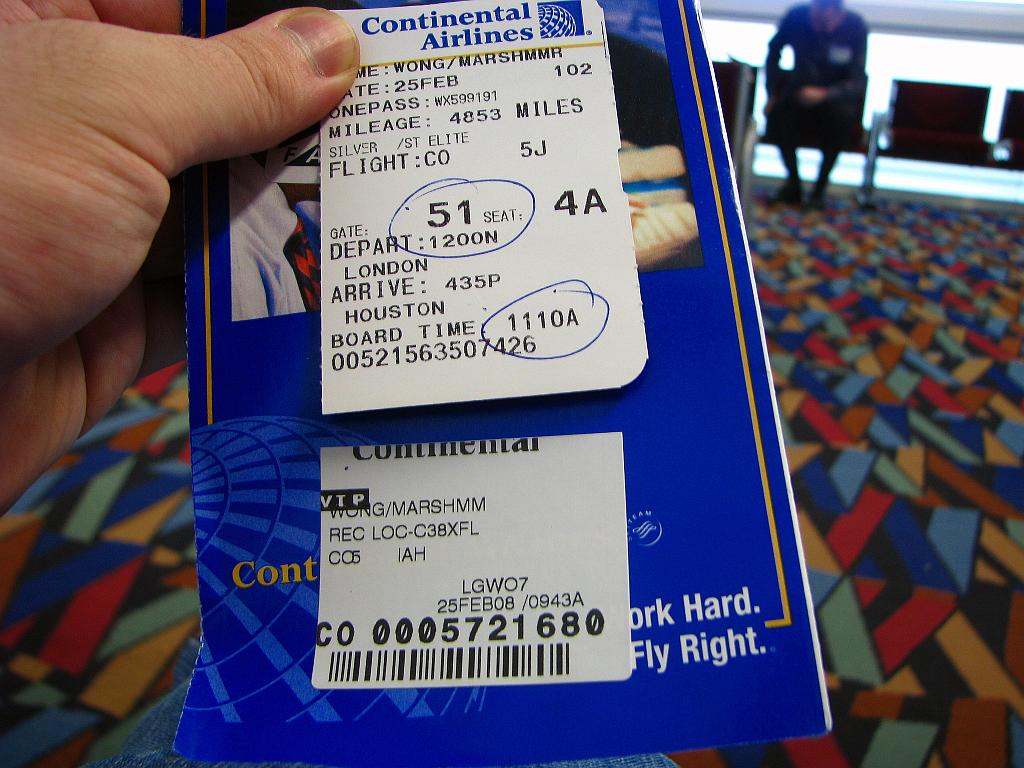 Continental
Airlines
ME: WONG/MARSHMMR
ATE: 25FEB 102
ONEPASS: WX599191
MILEAGE: 4853 MILES
SILVER /ST ELITE
FLIGHT: CO 5J
GATE: 51 SEAT: 4A
DEPART: 1200N
LONDON
ARRIVE: 435P
HOUSTON
BOARD TIME 1110A
00521563507426
Continental
VIP
WONG/MARSHMM
REC LOC-C38XFL
CO5 IAH
LGWO7
25FEB08 /0943A
CO 0005721680
Cont
ork Hard.
Fly Right.